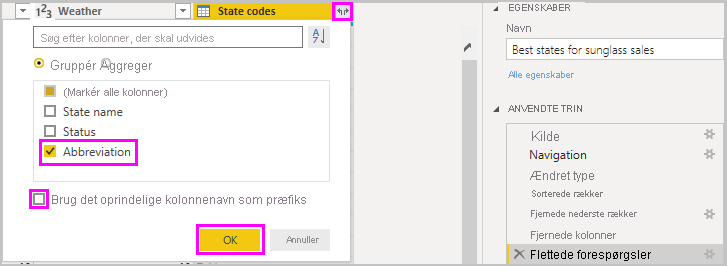 1²3 Weather State codes
Søg efter kolonner, der skal udvides
A Z
Gruppér Aggreger
(Markér alle kolonner)
State name
Status
Abbreviation
Brug det oprindelige kolonnenavn som præfiks
OK Annuller
EGENSKABER
Navn
Best states for sunglass sales
Alle egenskaber
ANVENDTE TRIN
Kilde
Navigation
Ændret type
Sorterede rækker
Fjernede nederste rækker
Fjernede kolonner
Flettede forespørgsler